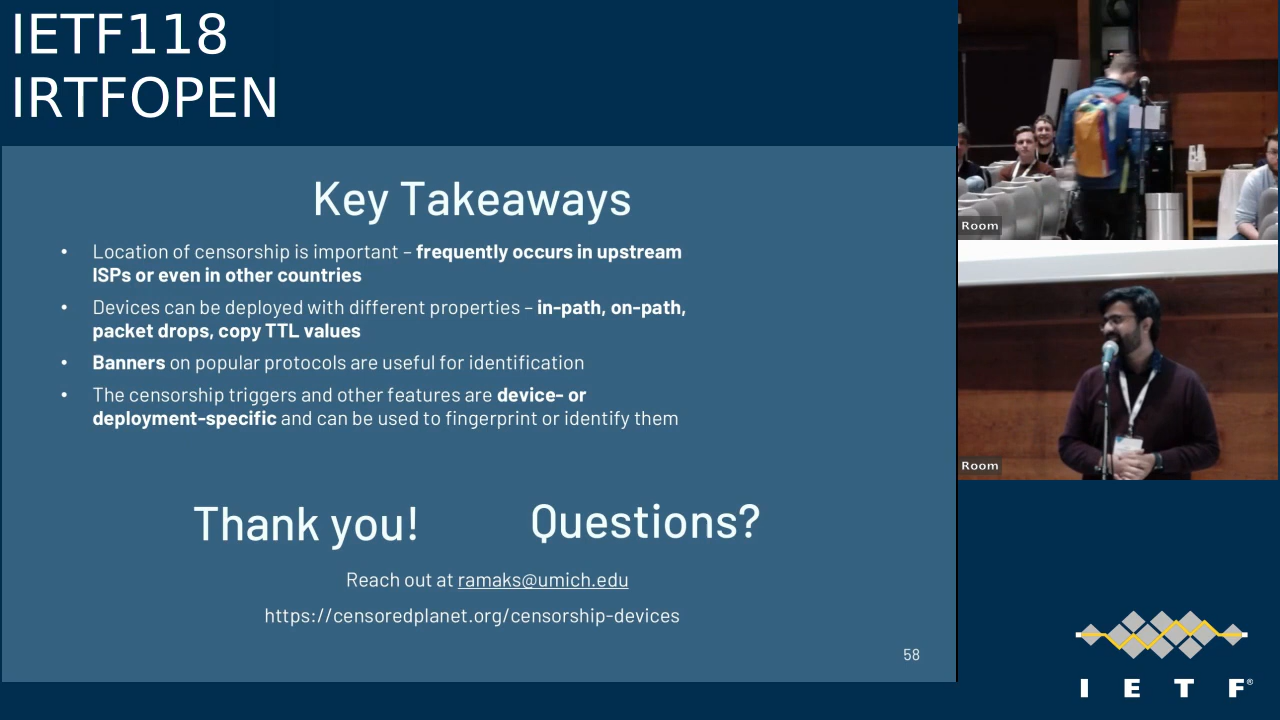 IETF118
IRTFOPEN
Key Takeaways
• Location of censorship is important – frequently occurs in upstream
ISPs or even in other countries
• Devices can be deployed with different properties – in-path, on-path,
packet drops, copy TTL values
• Banners on popular protocols are useful for identification
• The censorship triggers and other features are device- or
deployment-specific and can be used to fingerprint or identify them
Thank you! Questions?
Reach out at ramaks@umich.edu
https://censoredplanet.org/censorship-devices
58
Room
Room
I E T F®